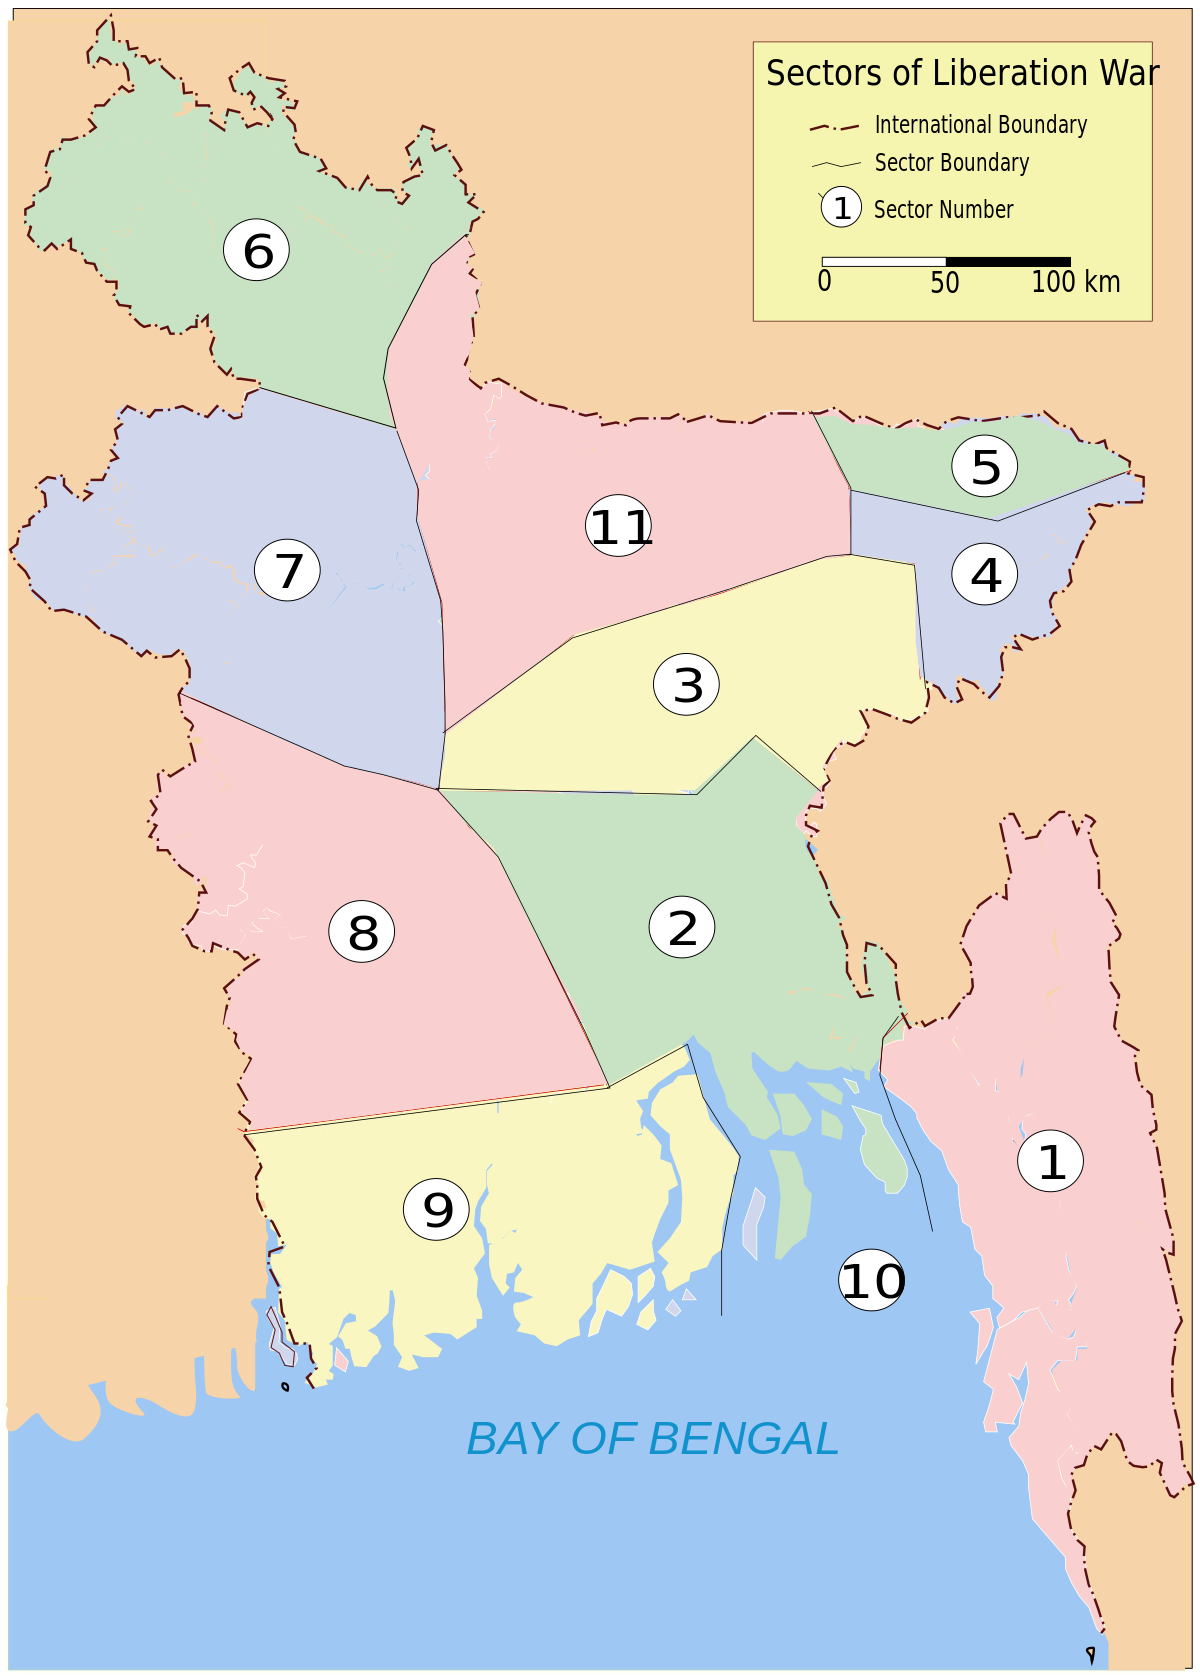 Sectors of Liberation War
International Boundary
Sector Boundary
1 Sector Number
0 50 100 km
6
5
11
7
4
3
2
8
1
9
10
BAY OF BENGAL